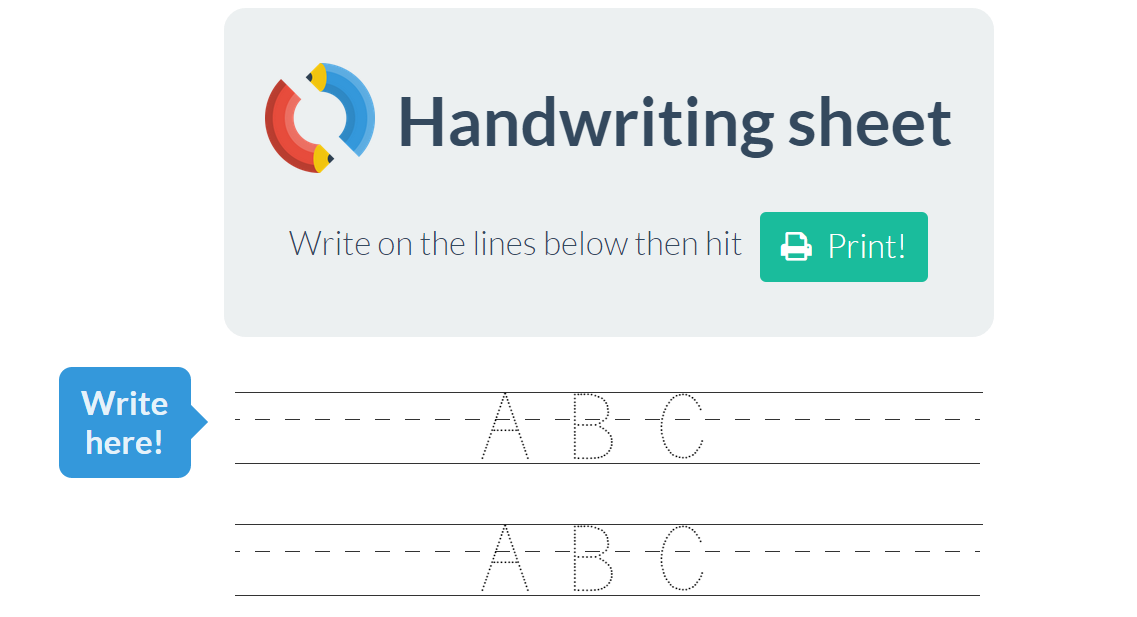 Handwriting sheet
Write on the lines below then hit Print!
Write
here!
A B C
A B C